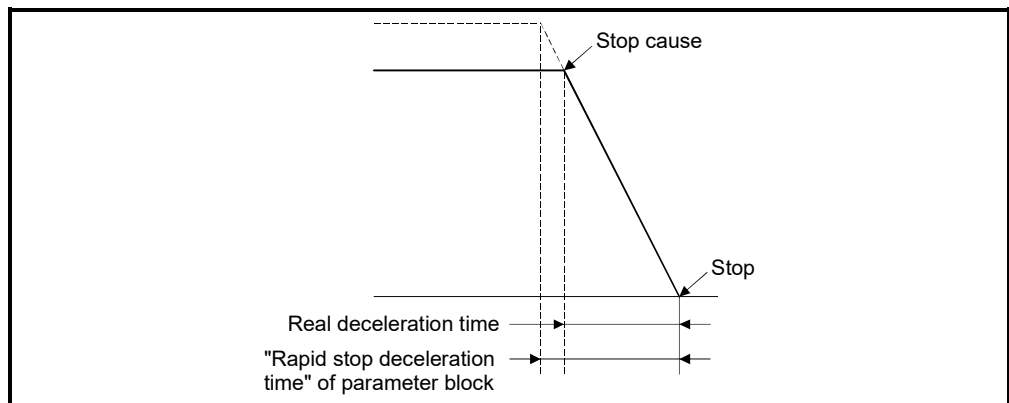 Stop cause
Stop
Real deceleration time
"Rapid stop deceleration
time" of parameter block